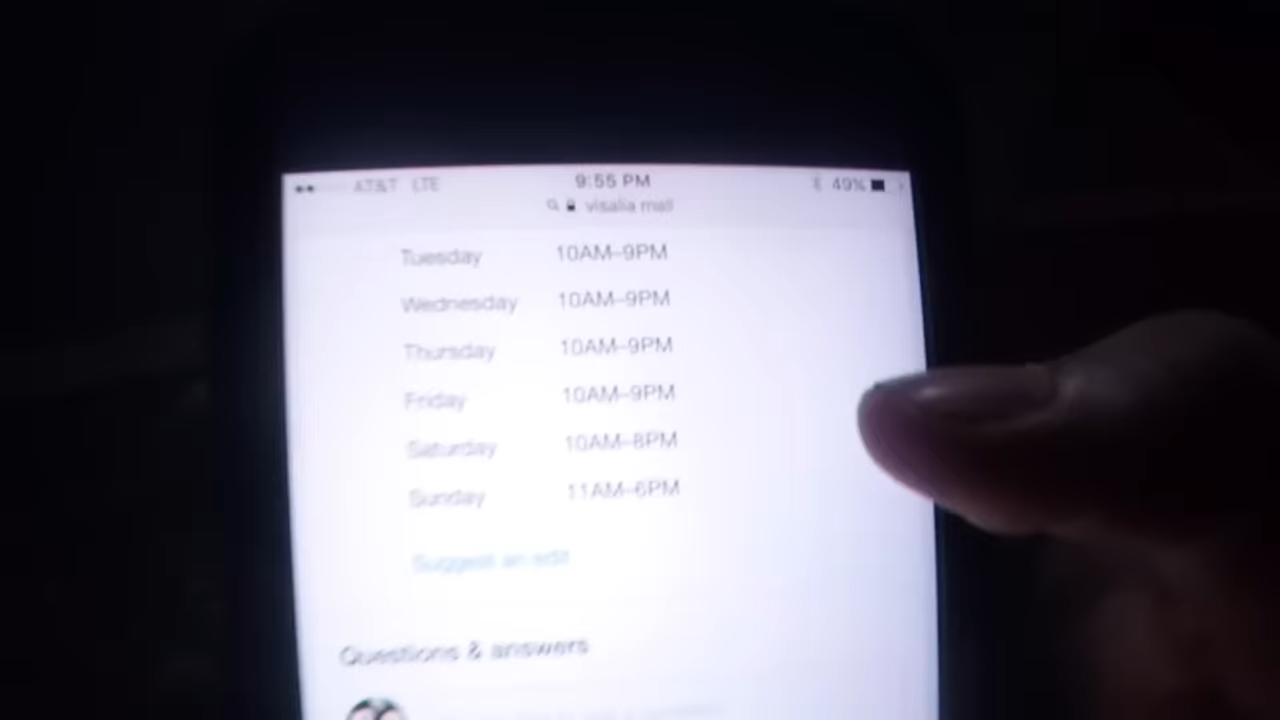 AT&T LTE 9:55 PM 49%
visalia mall
Tuesday 10AM–9PM
Wednesday 10AM–9PM
Thursday 10AM–9PM
Friday 10AM–9PM
Saturday 10AM–8PM
Sunday 11AM–6PM
Suggest an edit
Questions & answers